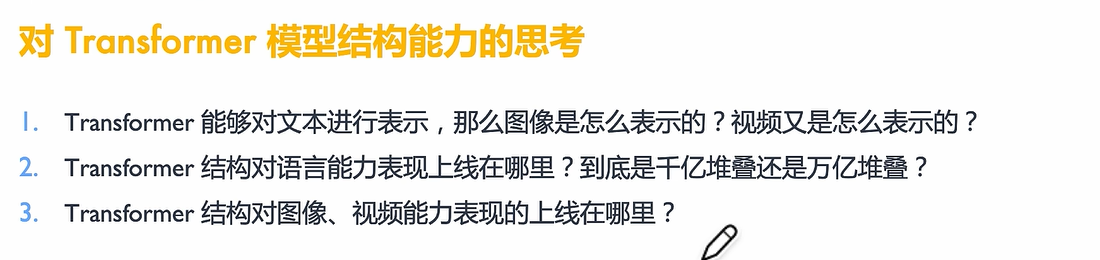 对 Transformer 模型结构能力的思考
1. Transformer 能够对文本进行表示，那么图像是怎么表示的？视频又是怎么表示的？
2. Transformer 结构对语言能力表现上线在哪里？到底是千亿堆叠还是万亿堆叠？
3. Transformer 结构对图像、视频能力表现的上线在哪里？